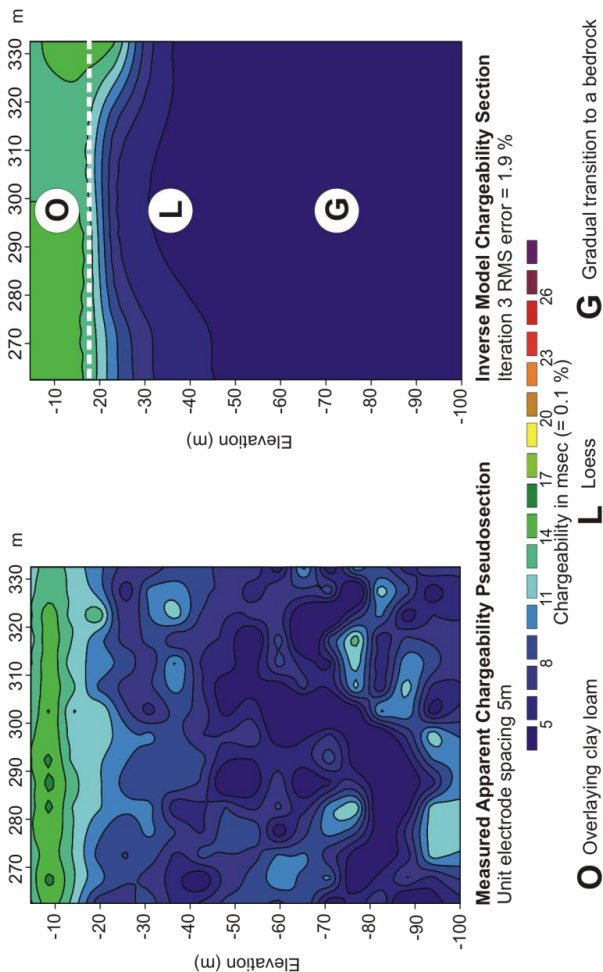 270 280 290 300 310 320 330 m
-10
-20
-30
-40
-50
-60
-70
-80
-90
-100
Elevation (m)
Measured Apparent Chargeability Pseudosection
Unit electrode spacing 5m
270 280 290 300 310 320 330 m
-10
-20
-30
-40
-50
-60
-70
-80
-90
-100
Elevation (m)
O
L
G
Inverse Model Chargeability Section
Iteration 3 RMS error = 1.9 %
5 8 11 14 17 20 23 26
Chargeability in msec (= 0.1 %)
O Overlaying clay loam
L Loess
G Gradual transition to a bedrock